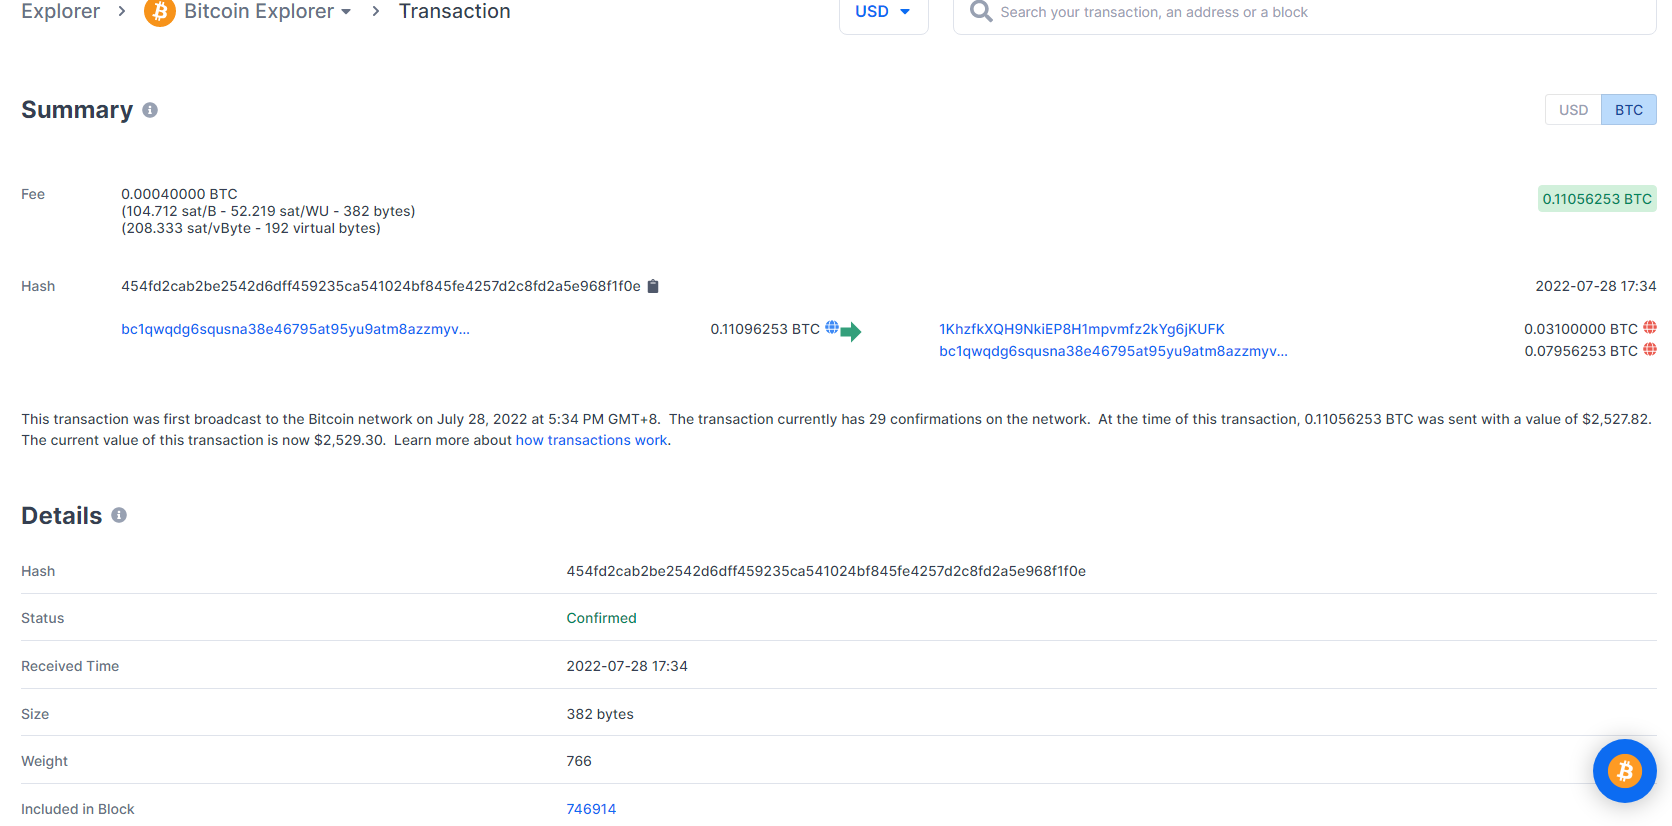 Explorer > Bitcoin Explorer > Transaction
USD
Search your transaction, an address or a block
Summary
USD BTC
Fee 0.00040000 BTC 0.11056253 BTC
(104.712 sat/B - 52.219 sat/WU - 382 bytes)
(208.333 sat/vByte - 192 virtual bytes)
Hash 454fd2cab2be2542d6dff459235ca541024bf845fe4257d2c8fd2a5e968f1f0e 2022-07-28 17:34
bc1qwqdg6squsna38e46795at95yu9atm8azzmyv... 0.11096253 BTC 1KhzfkXQH9NkiEP8H1mpvmfz2kYg6jKUFK 0.03100000 BTC
bc1qwqdg6squsna38e46795at95yu9atm8azzmyv... 0.07956253 BTC
This transaction was first broadcast to the Bitcoin network on July 28, 2022 at 5:34 PM GMT+8. The transaction currently has 29 confirmations on the network. At the time of this transaction, 0.11056253 BTC was sent with a value of $2,527.82.
The current value of this transaction is now $2,529.30. Learn more about how transactions work.
Details
Hash 454fd2cab2be2542d6dff459235ca541024bf845fe4257d2c8fd2a5e968f1f0e
Status Confirmed
Received Time 2022-07-28 17:34
Size 382 bytes
Weight 766
Included in Block 746914